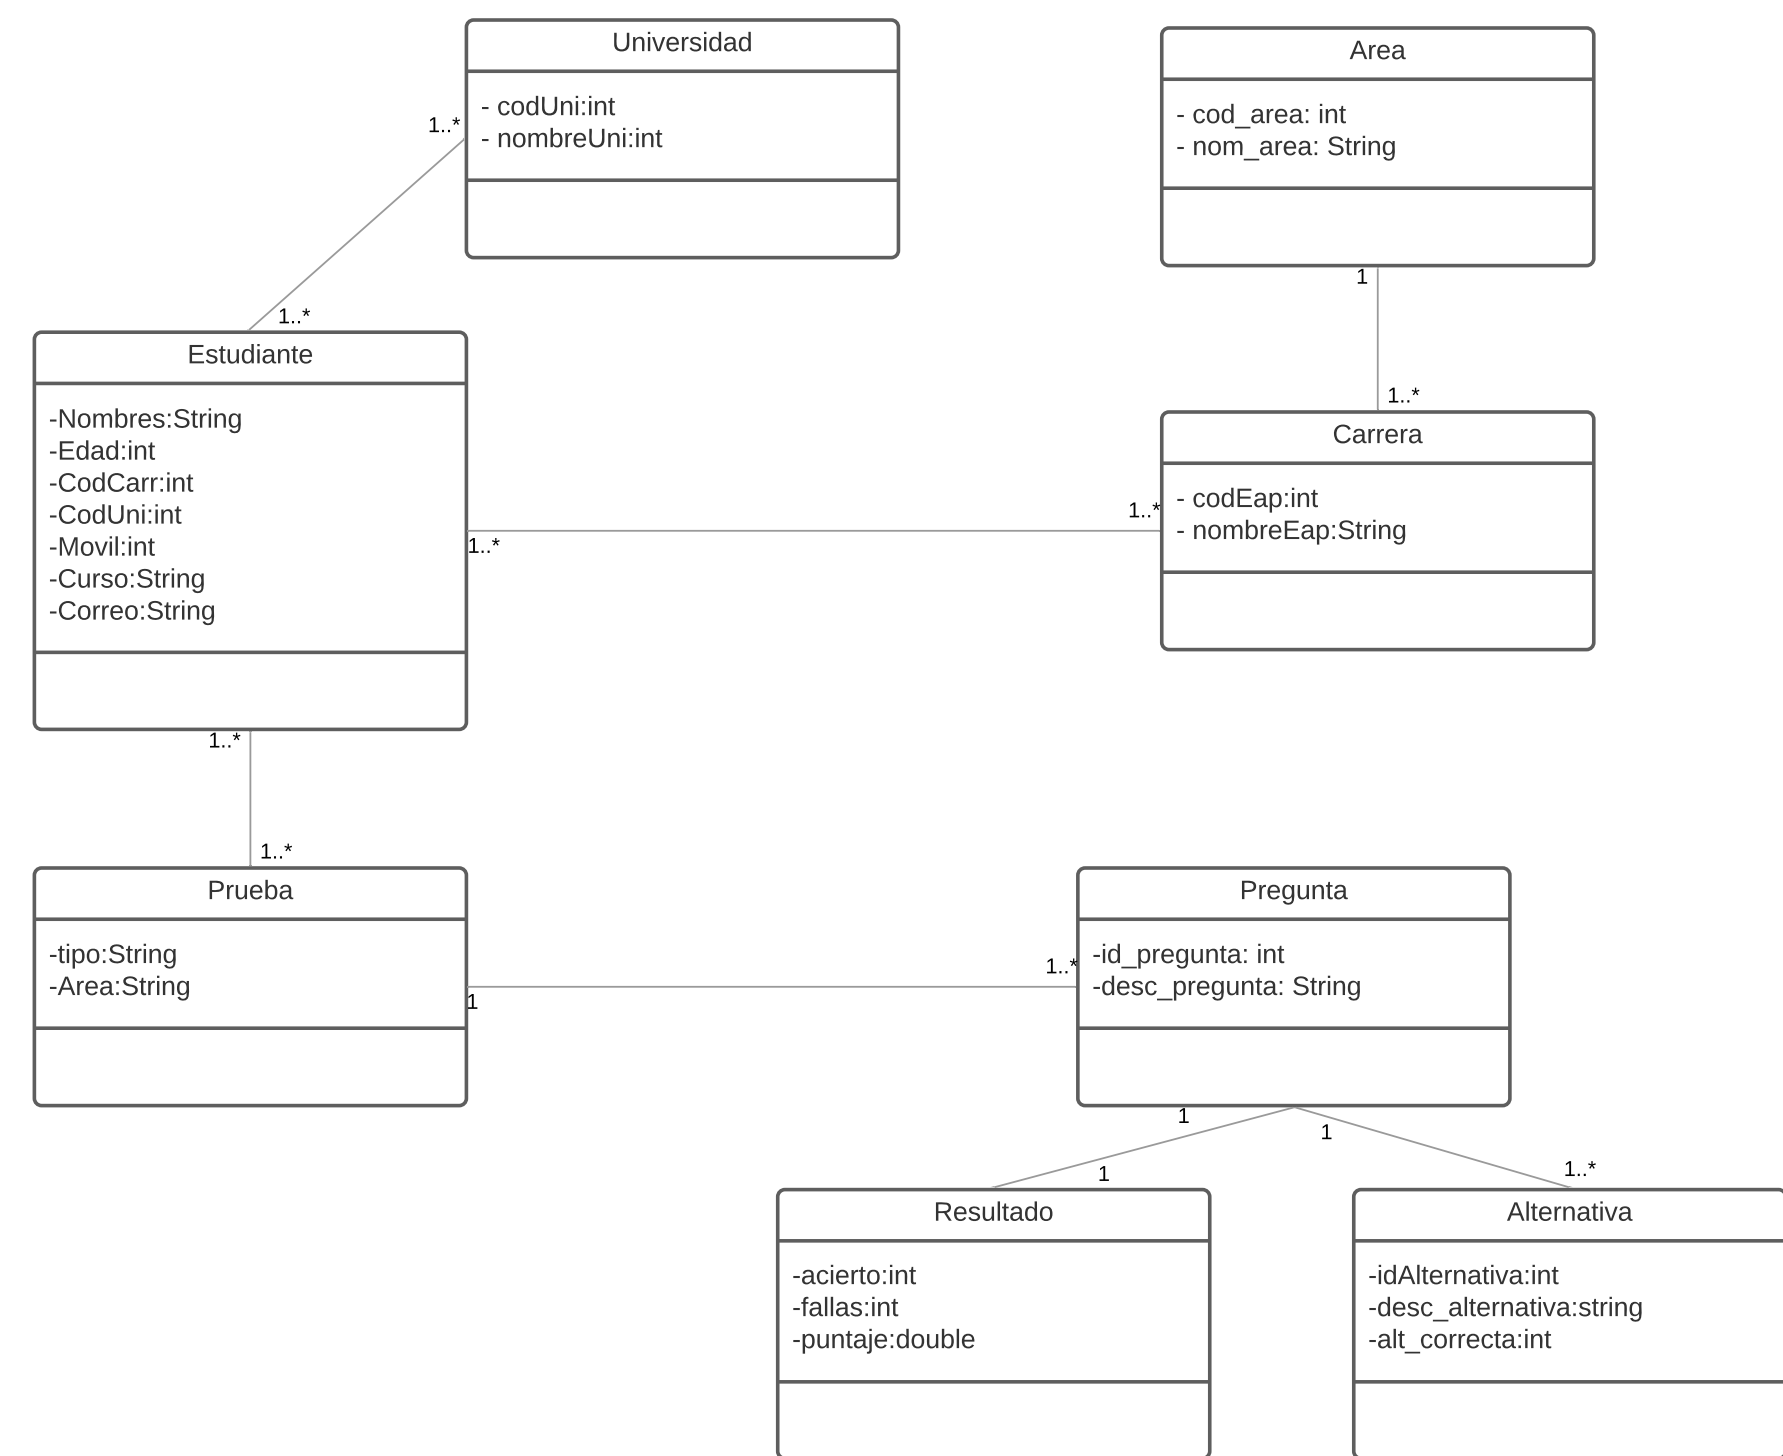 Universidad
- codUni:int
- nombreUni:int
Area
- cod_area: int
- nom_area: String
1..*
1..*
1
1..*
Estudiante
-Nombres:String
-Edad:int
-CodCarr:int
-CodUni:int
-Movil:int
-Curso:String
-Correo:String
1..*
1..*
Carrera
- codEap:int
- nombreEap:String
1..*
1..*
Prueba
-tipo:String
-Area:String
1
1..*
Pregunta
-id_pregunta: int
-desc_pregunta: String
1
1
1
1..*
Resultado
-acierto:int
-fallas:int
-puntaje:double
Alternativa
-idAlternativa:int
-desc_alternativa:string
-alt_correcta:int